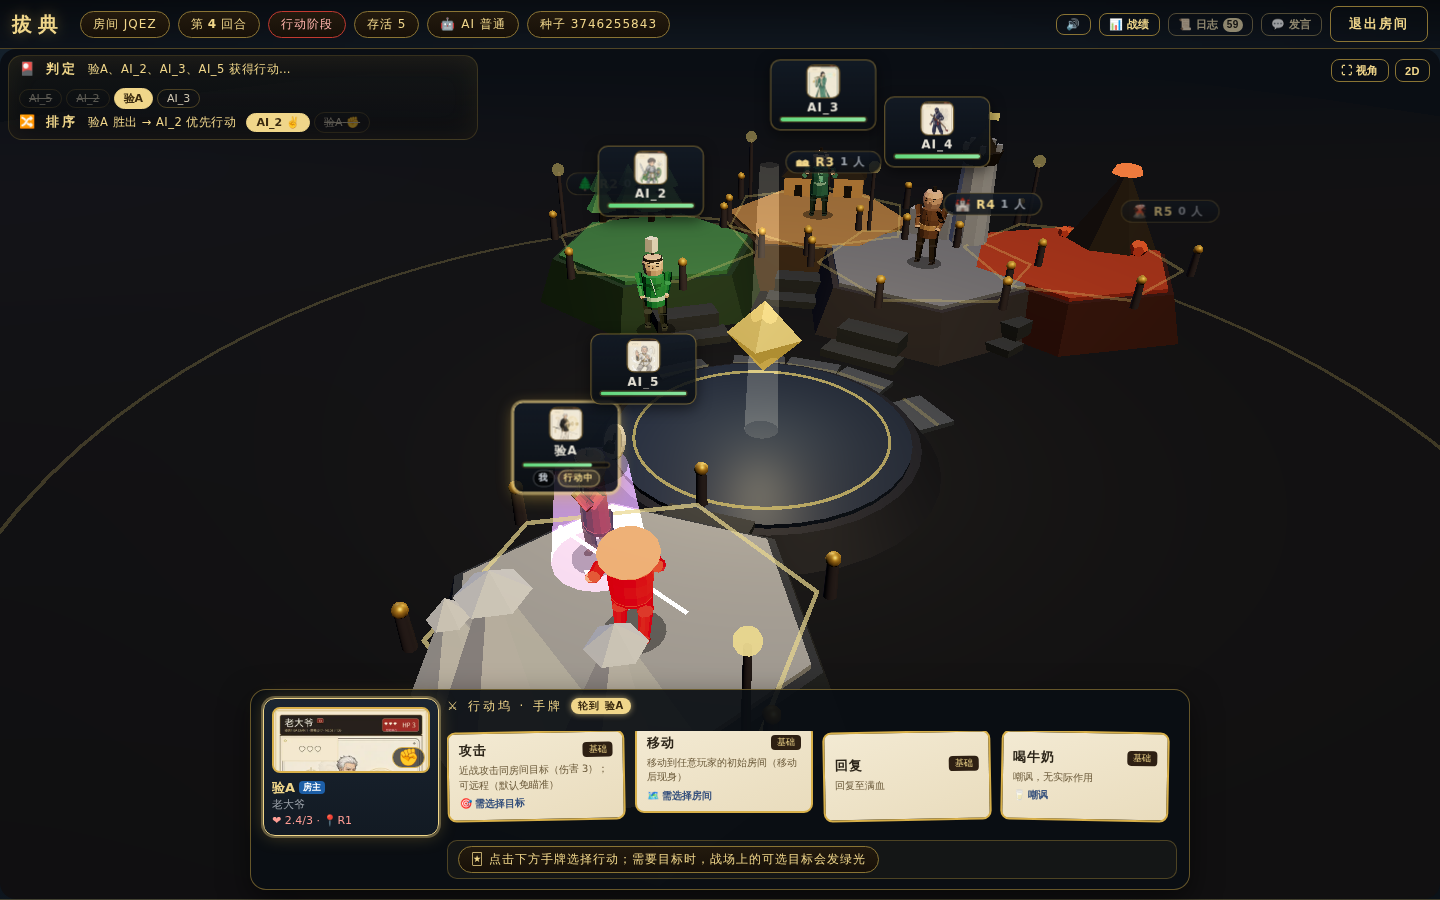 拔典
房间 JQEZ
第 4 回合
行动阶段
存活 5
🤖 AI 普通
种子 3746255843
🔊
📊 战绩
📜 日志 59
💬 发言
退出房间
🎴 判定 验A、AI_2、AI_3、AI_5 获得行动...
AI_5 AI_2 验A AI_3
🔀 排序 验A 胜出 → AI_2 优先行动 AI_2 ✌ 验A ✊
⛶ 视角
2D
AI_3
AI_4
AI_2
R3 1 人
R4 1 人
R5 0 人
AI_5
验A
我 行动中
老大爷
HP 3
验A 房主
老大爷
❤ 2.4/3 · 📍R1
⚔ 行动坞 · 手牌 轮到 验A
攻击 基础
近战攻击同房间目标（伤害 3）；
可远程（默认免瞄准）
🎯 需选择目标
移动 基础
移动到任意玩家的初始房间（移动
后现身）
🗺️ 需选择房间
回复 基础
回复至满血
喝牛奶 基础
嘲讽，无实际作用
🥛 嘲讽
🃏 点击下方手牌选择行动；需要目标时，战场上的可选目标会发绿光